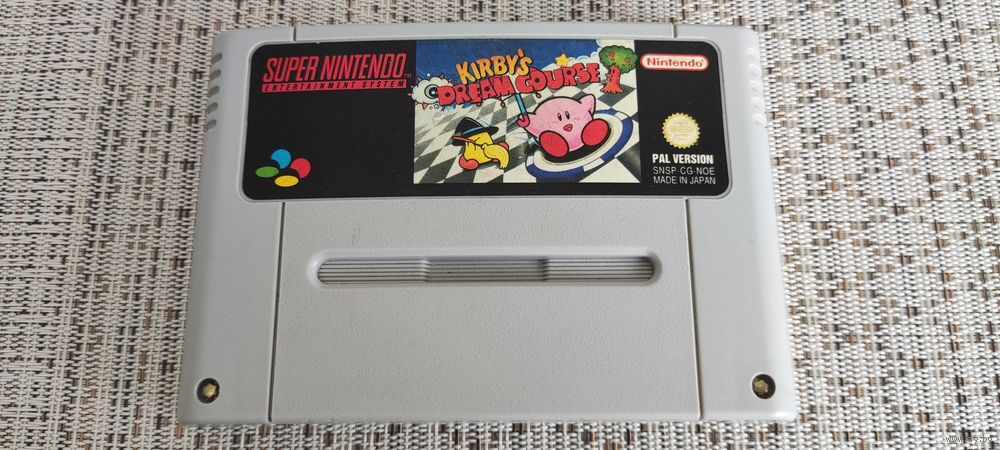 SUPER NINTENDO
ENTERTAINMENT SYSTEM
KIRBY'S
DREAM COURSE
Nintendo
PAL VERSION
SNSP-CG-NOE
MADE IN JAPAN